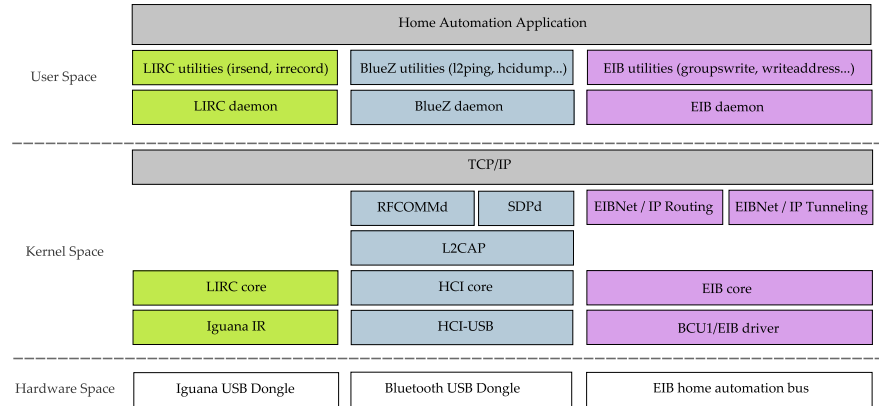 Home Automation Application
User Space
LIRC utilities (irsend, irrecord)
BlueZ utilities (l2ping, hcidump...)
EIB utilities (groupswrite, writeaddress...)
LIRC daemon
BlueZ daemon
EIB daemon
TCP/IP
Kernel Space
RFCOMMd
SDPd
EIBNet / IP Routing
EIBNet / IP Tunneling
L2CAP
LIRC core
HCI core
EIB core
Iguana IR
HCI-USB
BCU1/EIB driver
Hardware Space
Iguana USB Dongle
Bluetooth USB Dongle
EIB home automation bus